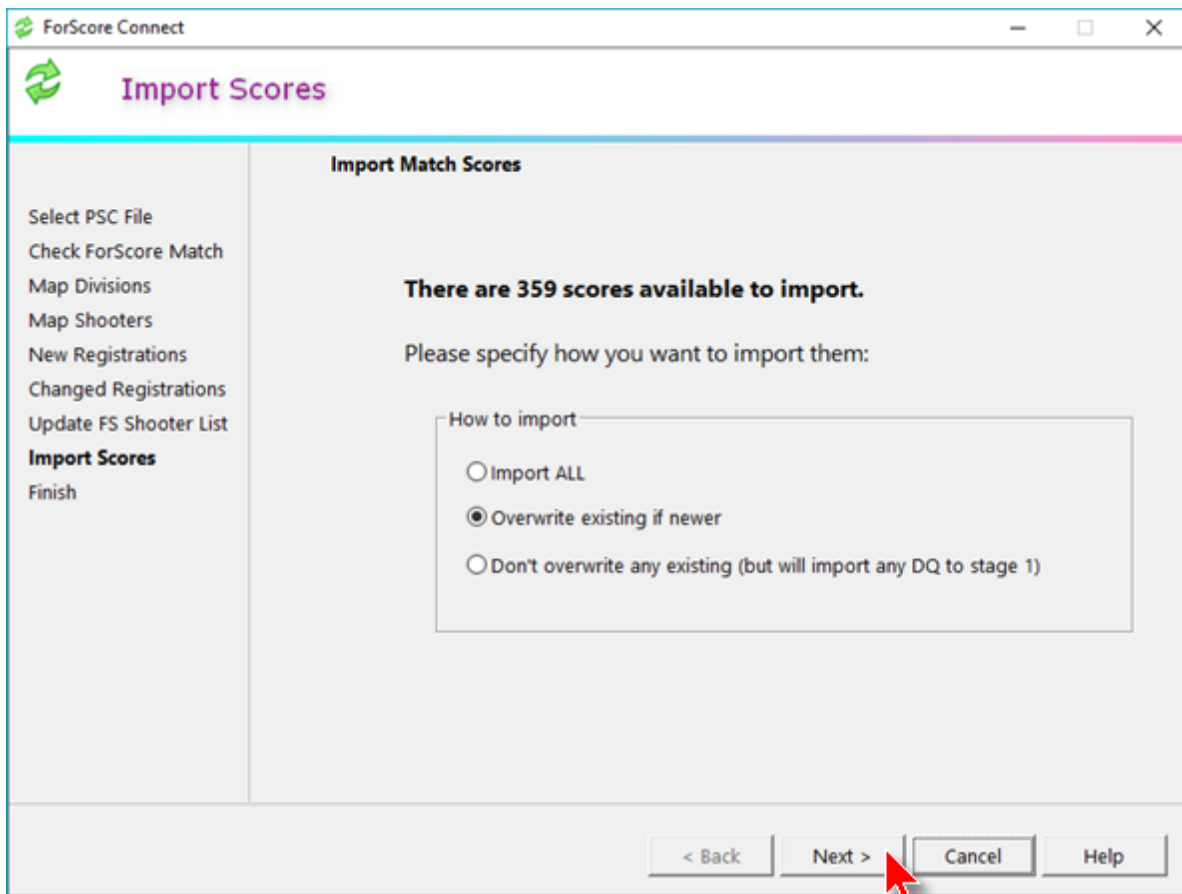 ForScore Connect
Import Scores
Select PSC File
Check ForScore Match
Map Divisions
Map Shooters
New Registrations
Changed Registrations
Update FS Shooter List
Import Scores
Finish
Import Match Scores
There are 359 scores available to import.
Please specify how you want to import them:
How to import
Import ALL
Overwrite existing if newer
Don't overwrite any existing (but will import any DQ to stage 1)
< Back
Next >
Cancel
Help